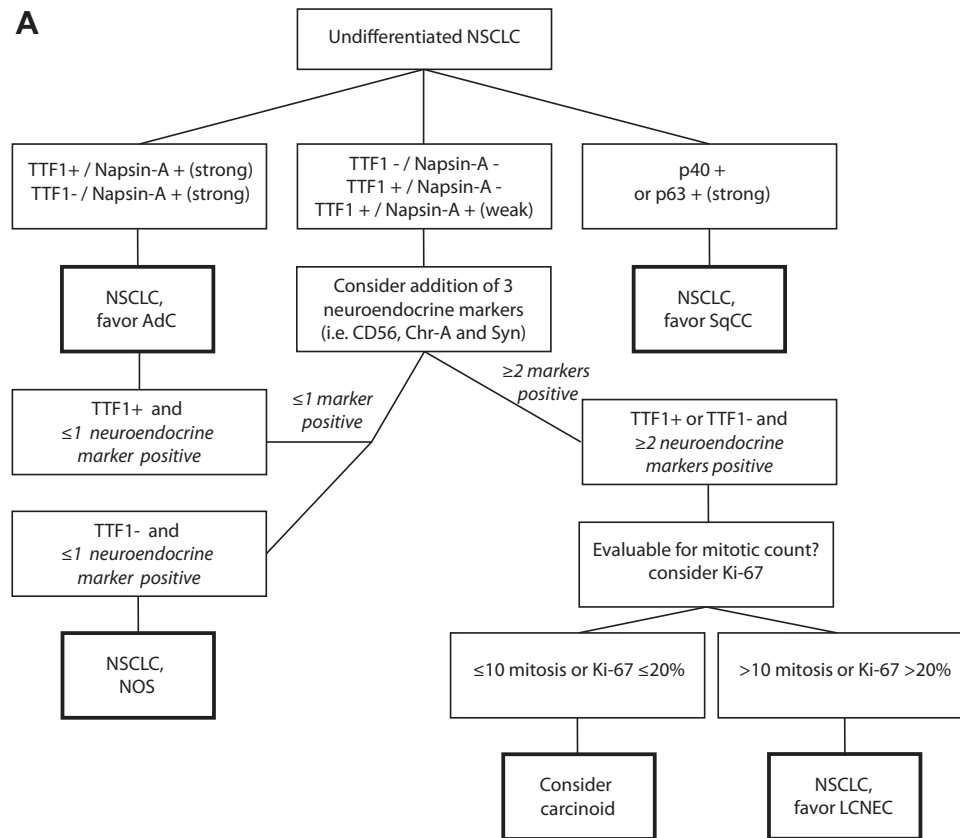 A
Undifferentiated NSCLC
TTF1+ / Napsin-A + (strong)
TTF1- / Napsin-A + (strong)
TTF1 - / Napsin-A -
TTF1 + / Napsin-A -
TTF1 + / Napsin-A + (weak)
p40 +
or p63 + (strong)
NSCLC,
favor AdC
Consider addition of 3
neuroendocrine markers
(i.e. CD56, Chr-A and Syn)
NSCLC,
favor SqCC
≤1 marker
positive
≥2 markers
positive
TTF1+ and
≤1 neuroendocrine
marker positive
TTF1+ or TTF1- and
≥2 neuroendocrine
markers positive
TTF1- and
≤1 neuroendocrine
marker positive
Evaluable for mitotic count?
consider Ki-67
NSCLC,
NOS
≤10 mitosis or Ki-67 ≤20%
>10 mitosis or Ki-67 >20%
Consider
carcinoid
NSCLC,
favor LCNEC